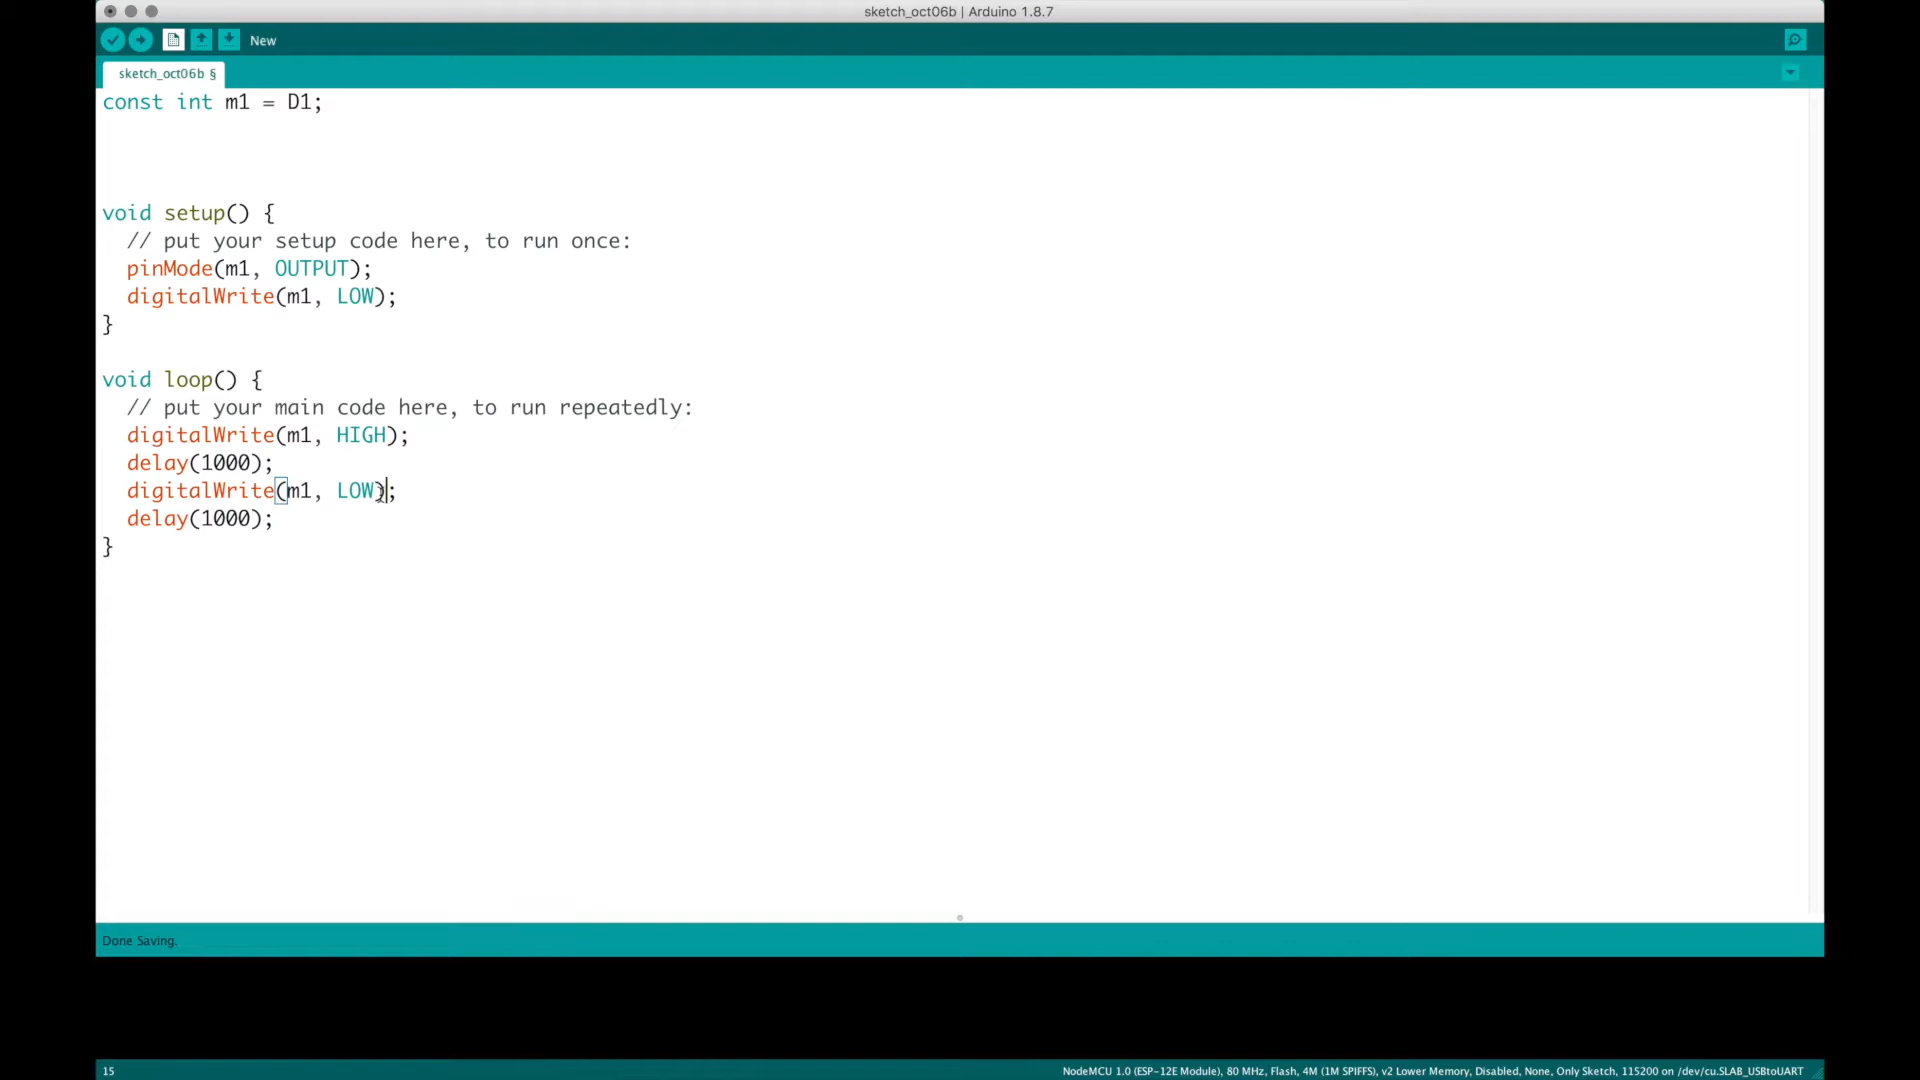 sketch_oct06b | Arduino 1.8.7
New
sketch_oct06b §
const int m1 = D1;
void setup() {
// put your setup code here, to run once:
pinMode(m1, OUTPUT);
digitalWrite(m1, LOW);
}
void loop() {
// put your main code here, to run repeatedly:
digitalWrite(m1, HIGH);
delay(1000);
digitalWrite(m1, LOW);
delay(1000);
}
Done Saving.
15 NodeMCU 1.0 (ESP-12E Module), 80 MHz, Flash, 4M (1M SPIFFS), v2 Lower Memory, Disabled, None, Only Sketch, 115200 on /dev/cu.SLAB_USBtoUART